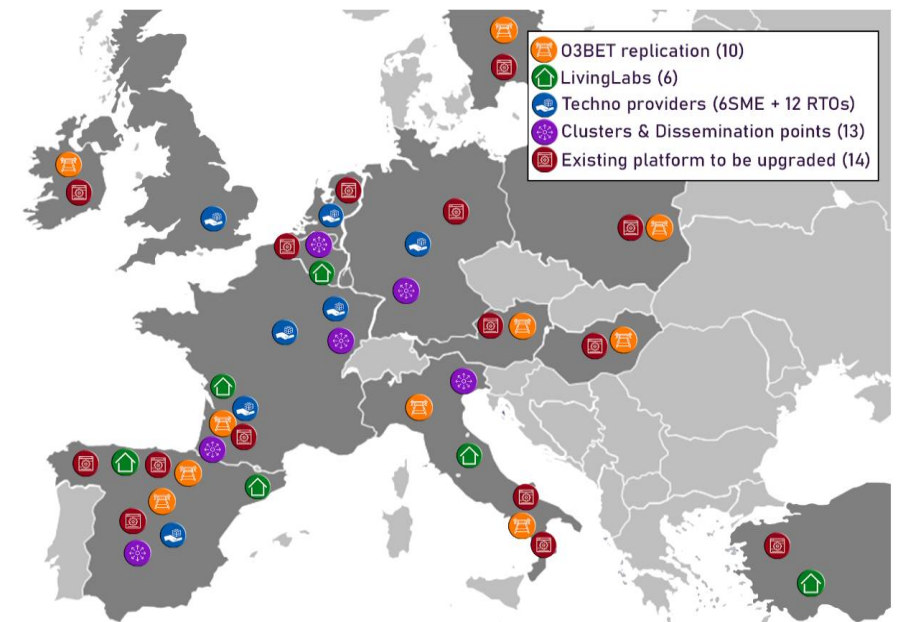 O3BET replication (10)
LivingLabs (6)
Techno providers (6SME + 12 RTOs)
Clusters & Dissemination points (13)
Existing platform to be upgraded (14)